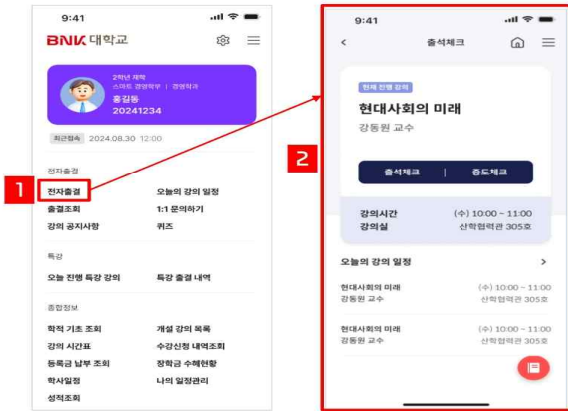 9:41
BNK 대학교
2학년 재학
스마트 경영학부 | 경영학과
홍길동
20241234
최근접속 2024.08.30 12:00
전자출결
1
전자출결 오늘의 강의 일정
출결조회 1:1 문의하기
강의 공지사항 퀴즈
특강
오늘 진행 특강 강의 특강 출결 내역
종합정보
학적 기초 조회 개설 강의 목록
강의 시간표 수강신청 내역조회
등록금 납부 조회 장학금 수혜현황
학사일정 나의 일정관리
성적조회
2
9:41
출석체크
현재 진행 강의
현대사회의 미래
강동원 교수
출석체크 | 중도체크
강의시간 (수) 10:00 ~ 11:00
강의실 산학협력관 305호
오늘의 강의 일정
현대사회의 미래 (수) 10:00 ~ 11:00
강동원 교수 산학협력관 305호
현대사회의 미래 (수) 10:00 ~ 11:00
강동원 교수 산학협력관 305호